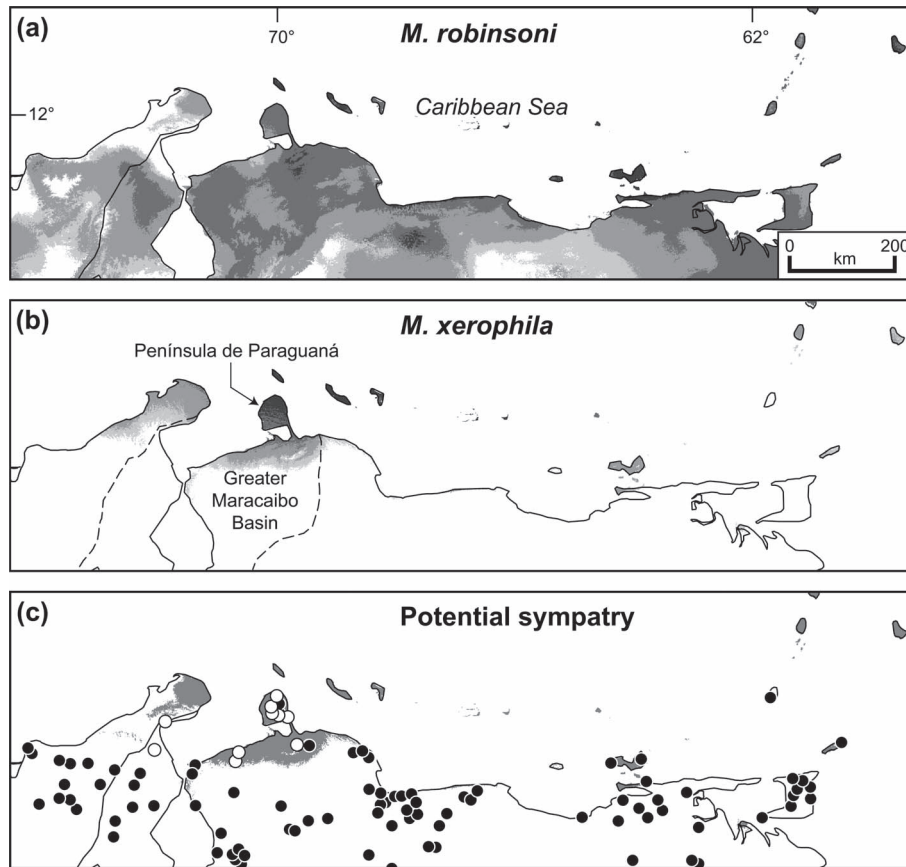 (a)
70°
M. robinsoni
62°
12°
Caribbean Sea
0 200
km
(b)
M. xerophila
Península de Paraguaná
Greater
Maracaibo
Basin
(c)
Potential sympatry